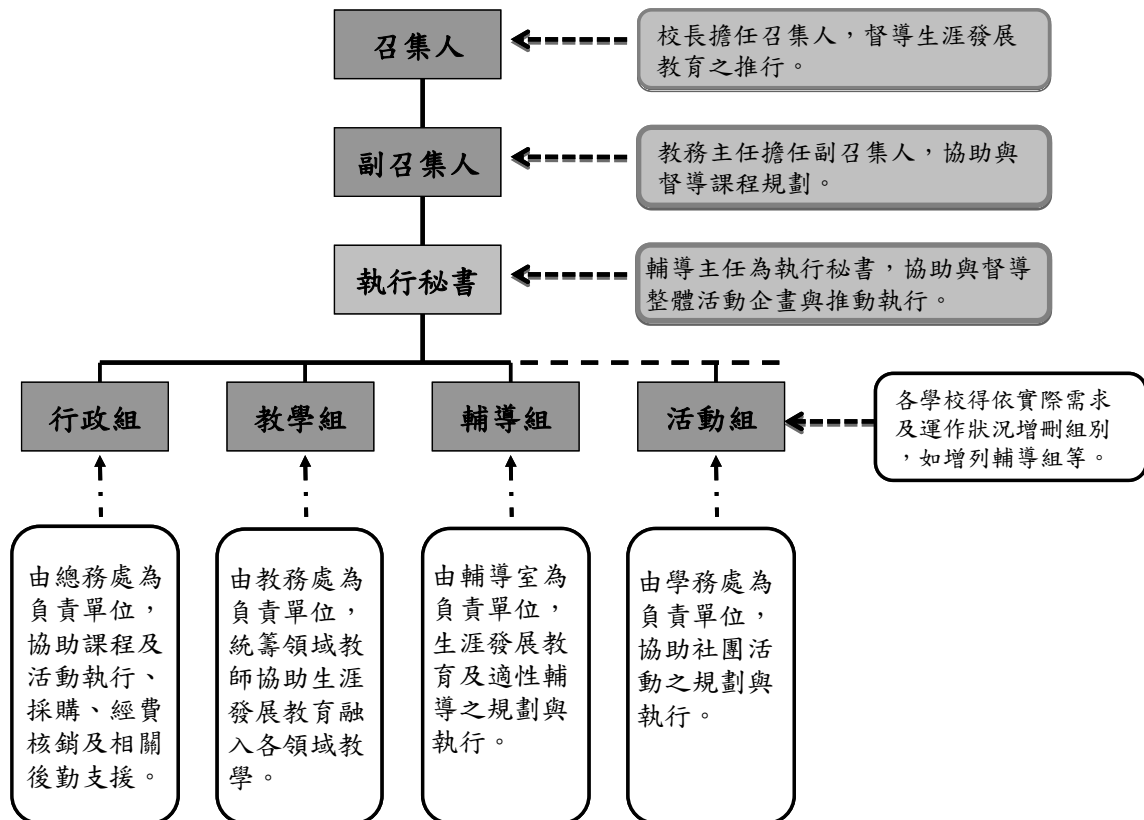 召集人
校長擔任召集人，督導生涯發展
教育之推行。
副召集人
教務主任擔任副召集人，協助與
督導課程規劃。
執行秘書
輔導主任為執行秘書，協助與督導
整體活動企畫與推動執行。
行政組
教學組
輔導組
活動組
各學校得依實際需求
及運作狀況增刪組別
，如增列輔導組等。
由總務處為
負責單位，
協助課程及
活動執行、
採購、經費
核銷及相關
後勤支援。
由教務處為
負責單位，
統籌領域教
師協助生涯
發展教育融
入各領域教
學。
由輔導室為
負責單位，
生涯發展教
育及適性輔
導之規劃與
執行。
由學務處為
負責單位，
協助社團活
動之規劃與
執行。